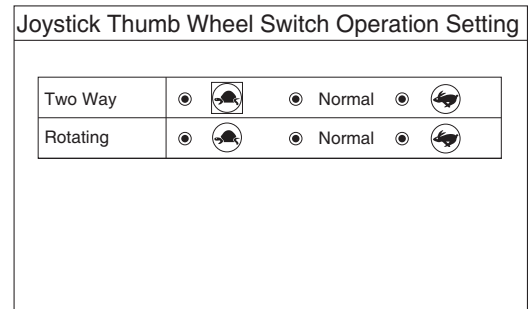 Joystick Thumb Wheel Switch Operation Setting
Two Way Normal
Rotating Normal